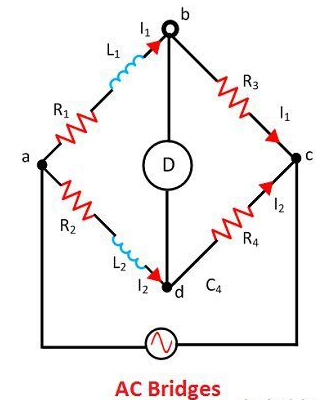 b
I₁
L₁
R₃
R₁
I₁
a
D
c
R₂
I₂
L₂
R₄
I₂
d
C₄
AC Bridges